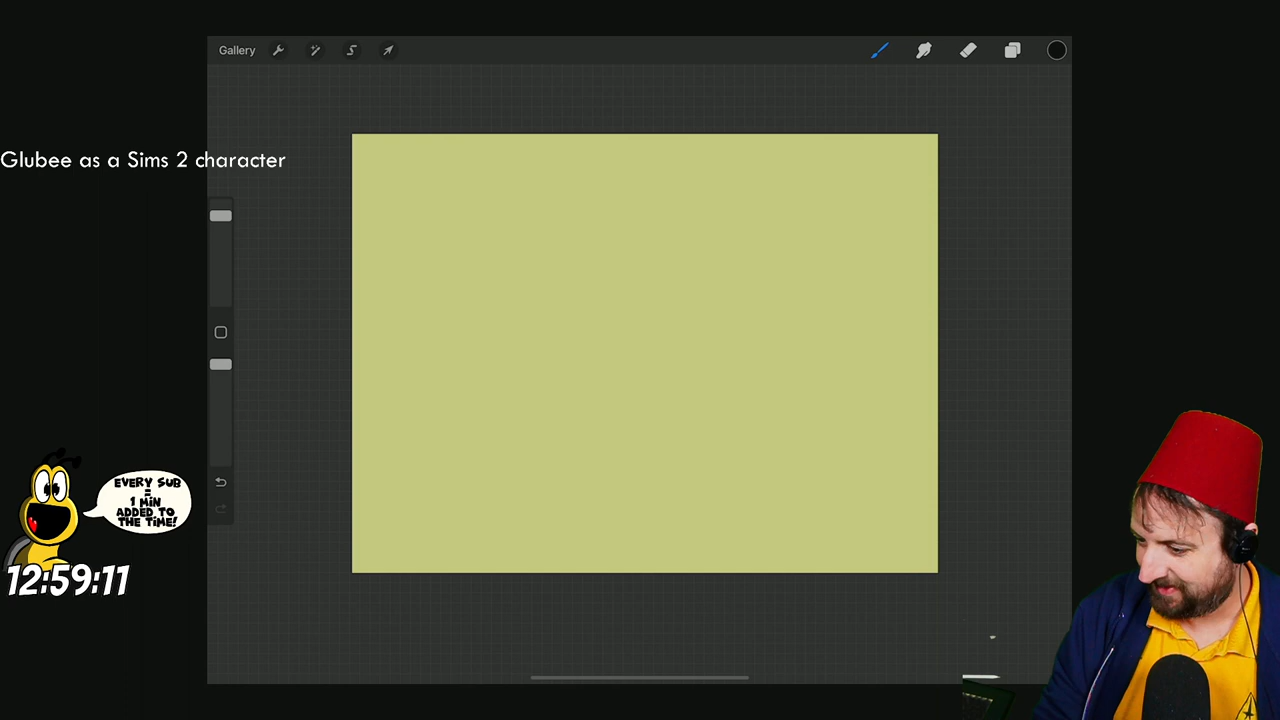 Gallery
Glubee as a Sims 2 character
EVERY SUB
=
1 MIN
ADDED TO
THE TIME!
12:59:11